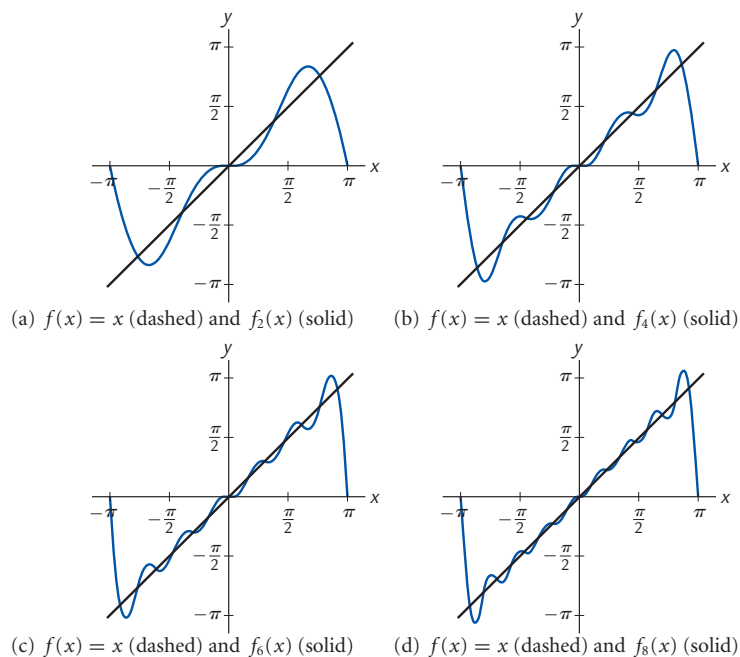 y
π
π/2
x
−π
−π/2
π/2
π
−π/2
−π
(a) f(x) = x (dashed) and f₂(x) (solid)
y
π
π/2
x
−π
−π/2
π/2
π
−π/2
−π
(b) f(x) = x (dashed) and f₄(x) (solid)
y
π
π/2
x
−π
−π/2
π/2
π
−π/2
−π
(c) f(x) = x (dashed) and f₆(x) (solid)
y
π
π/2
x
−π
−π/2
π/2
π
−π/2
−π
(d) f(x) = x (dashed) and f₈(x) (solid)